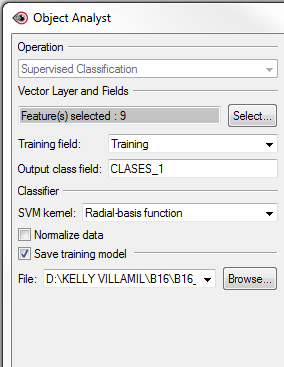 Object Analyst
Operation
Supervised Classification
Vector Layer and Fields
Feature(s) selected : 9
Select...
Training field: Training
Output class field: CLASES_1
Classifier
SVM kernel: Radial-basis function
Normalize data
Save training model
File: D:\KELLY VILLAMIL\B16\B16_ Browse...